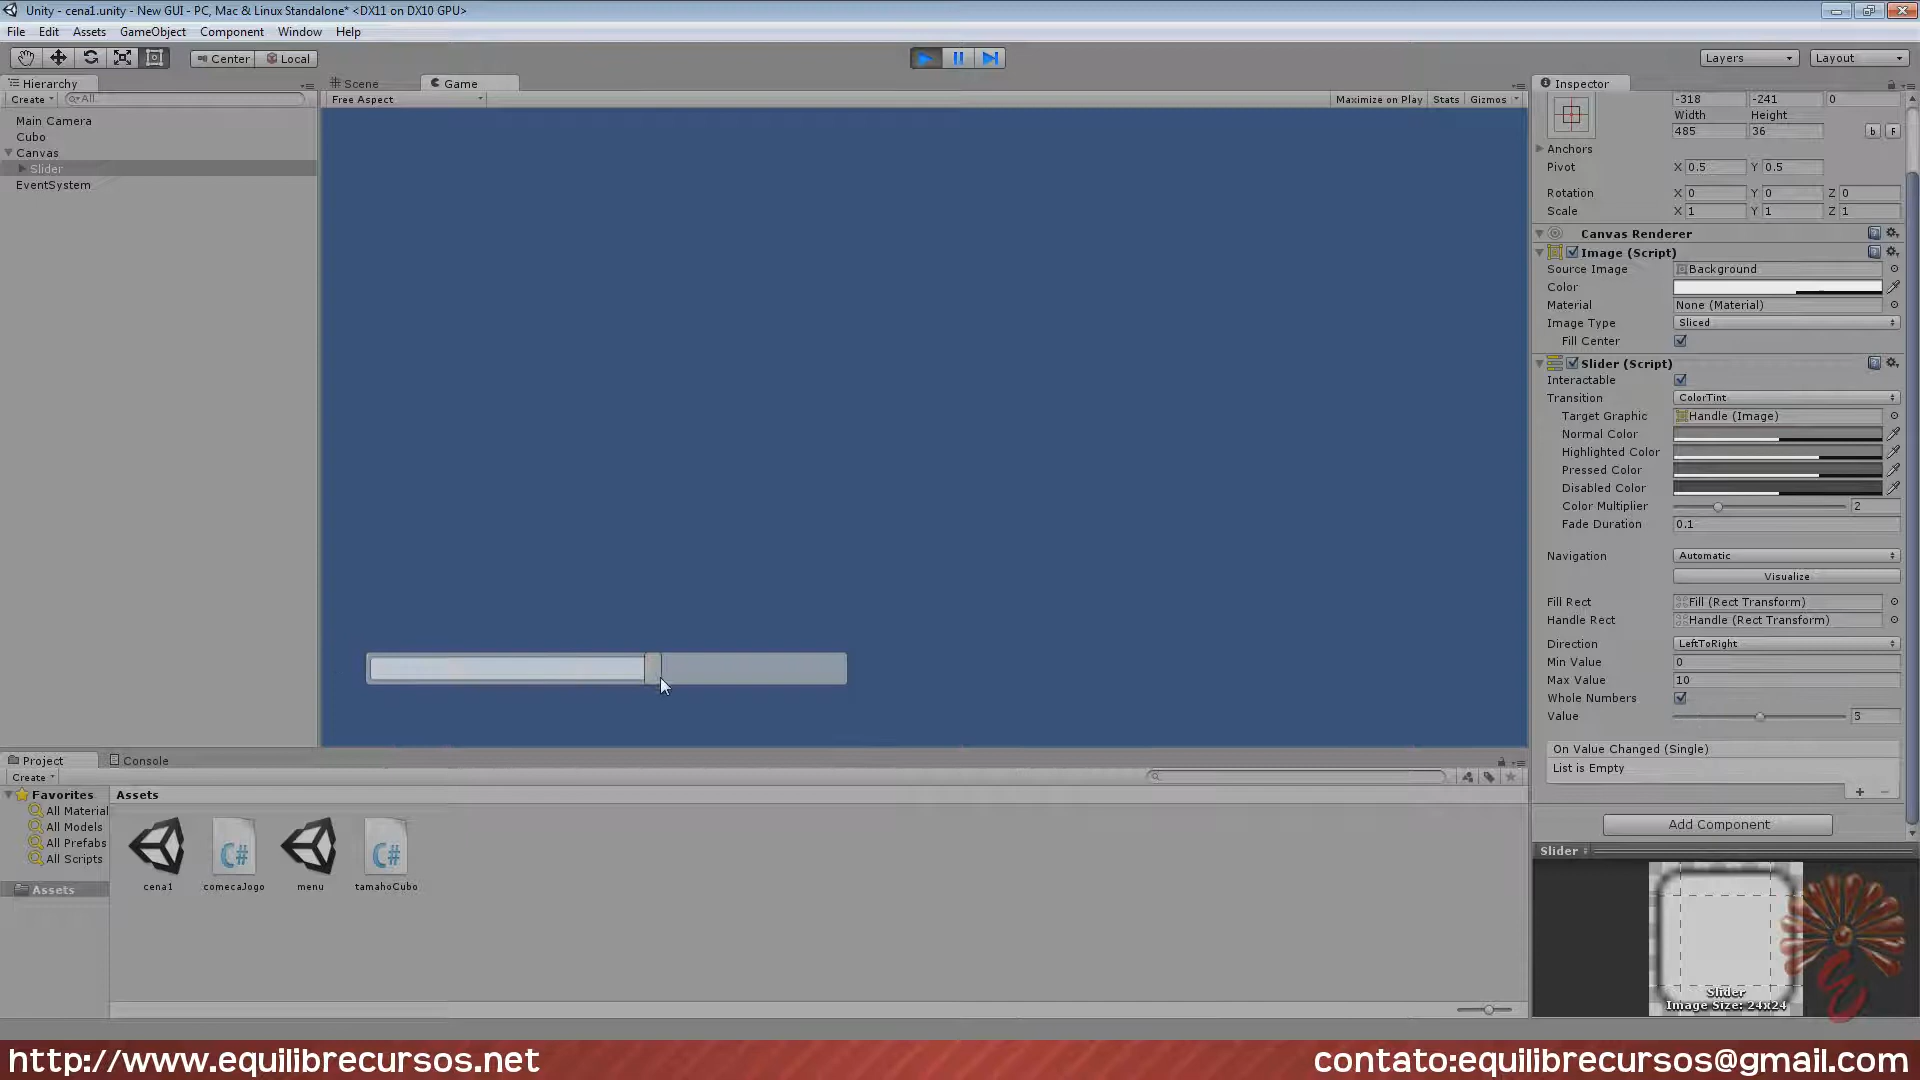 Unity - cena1.unity - New GUI - PC, Mac & Linux Standalone* <DX11 on DX10 GPU>
File Edit Assets GameObject Component Window Help
Center Local Layers Layout
Hierarchy
Create All
Main Camera
Cubo
Canvas
Slider
EventSystem
Scene Game
Free Aspect Maximize on Play Stats Gizmos
Inspector
-318 -241 0
Width Height
485 36 b F
Anchors
Pivot X 0.5 Y 0.5
Rotation X 0 Y 0 Z 0
Scale X 1 Y 1 Z 1
Canvas Renderer
Image (Script)
Source Image Background
Color
Material None (Material)
Image Type Sliced
Fill Center
Slider (Script)
Interactable
Transition ColorTint
Target Graphic Handle (Image)
Normal Color
Highlighted Color
Pressed Color
Disabled Color
Color Multiplier 2
Fade Duration 0.1
Navigation Automatic
Visualize
Fill Rect Fill (Rect Transform)
Handle Rect Handle (Rect Transform)
Direction LeftToRight
Min Value 0
Max Value 10
Whole Numbers
Value 5
On Value Changed (Single)
List is Empty
Add Component
Slider
Slider
Image Size: 24x24
Project Console
Create
Favorites
All Material
All Models
All Prefabs
All Scripts
Assets
Assets
cena1 comecaJogo menu tamahoCubo
http://www.equilibrecursos.net contato:equilibrecursos@gmail.com